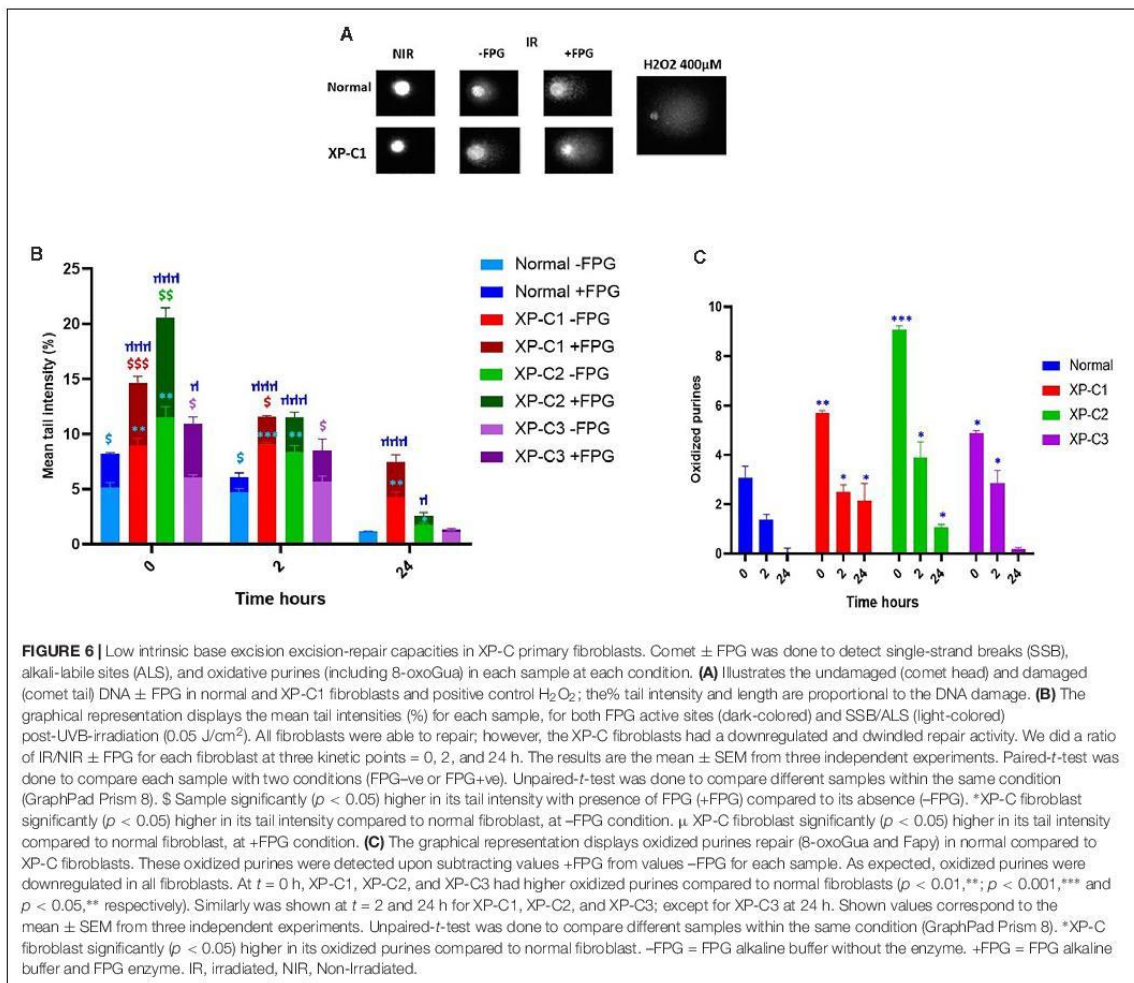 A
IR
NIR
-FPG
+FPG
H2O2 400μM
Normal
XP-C1
B
Mean tail intensity (%)
25
20
15
10
5
0
$
$$$
**
$$
**
$
$
$
***
**
$
**
*
0
2
24
Time hours
Normal -FPG
Normal +FPG
XP-C1 -FPG
XP-C1 +FPG
XP-C2 -FPG
XP-C2 +FPG
XP-C3 -FPG
XP-C3 +FPG
C
Oxidized purines
10
8
6
4
2
0
**
*
*
***
*
*
*
*
0 2 24 0 2 24 0 2 24 0 2 24
Time hours
Normal
XP-C1
XP-C2
XP-C3
FIGURE 6 | Low intrinsic base excision excision-repair capacities in XP-C primary fibroblasts. Comet ± FPG was done to detect single-strand breaks (SSB),
alkali-labile sites (ALS), and oxidative purines (including 8-oxoGua) in each sample at each condition. (A) Illustrates the undamaged (comet head) and damaged
(comet tail) DNA ± FPG in normal and XP-C1 fibroblasts and positive control H₂O₂; the% tail intensity and length are proportional to the DNA damage. (B) The
graphical representation displays the mean tail intensities (%) for each sample, for both FPG active sites (dark-colored) and SSB/ALS (light-colored)
post-UVB-irradiation (0.05 J/cm²). All fibroblasts were able to repair; however, the XP-C fibroblasts had a downregulated and dwindled repair activity. We did a ratio
of IR/NIR ± FPG for each fibroblast at three kinetic points = 0, 2, and 24 h. The results are the mean ± SEM from three independent experiments. Paired-t-test was
done to compare each sample with two conditions (FPG–ve or FPG+ve). Unpaired-t-test was done to compare different samples within the same condition
(GraphPad Prism 8). $ Sample significantly (p < 0.05) higher in its tail intensity with presence of FPG (+FPG) compared to its absence (–FPG). *XP-C fibroblast
significantly (p < 0.05) higher in its tail intensity compared to normal fibroblast, at –FPG condition. μ XP-C fibroblast significantly (p < 0.05) higher in its tail intensity
compared to normal fibroblast, at +FPG condition. (C) The graphical representation displays oxidized purines repair (8-oxoGua and Fapy) in normal compared to
XP-C fibroblasts. These oxidized purines were detected upon subtracting values +FPG from values –FPG for each sample. As expected, oxidized purines were
downregulated in all fibroblasts. At t = 0 h, XP-C1, XP-C2, and XP-C3 had higher oxidized purines compared to normal fibroblasts (p < 0.01,**; p < 0.001,*** and
p < 0.05,** respectively). Similarly was shown at t = 2 and 24 h for XP-C1, XP-C2, and XP-C3; except for XP-C3 at 24 h. Shown values correspond to the
mean ± SEM from three independent experiments. Unpaired-t-test was done to compare different samples within the same condition (GraphPad Prism 8). *XP-C
fibroblast significantly (p < 0.05) higher in its oxidized purines compared to normal fibroblast. –FPG = FPG alkaline buffer without the enzyme. +FPG = FPG alkaline
buffer and FPG enzyme. IR, irradiated, NIR, Non-Irradiated.